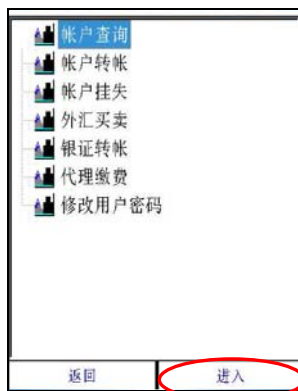 帐户查询
帐户转帐
帐户挂失
外汇买卖
银证转帐
代理缴费
修改用户密码
返回 进入